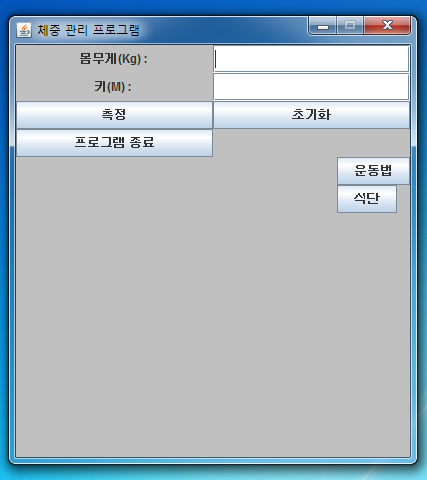 체중 관리 프로그램
몸무게(Kg) :
키(M) :
측정 초기화
프로그램 종료
운동법
식단